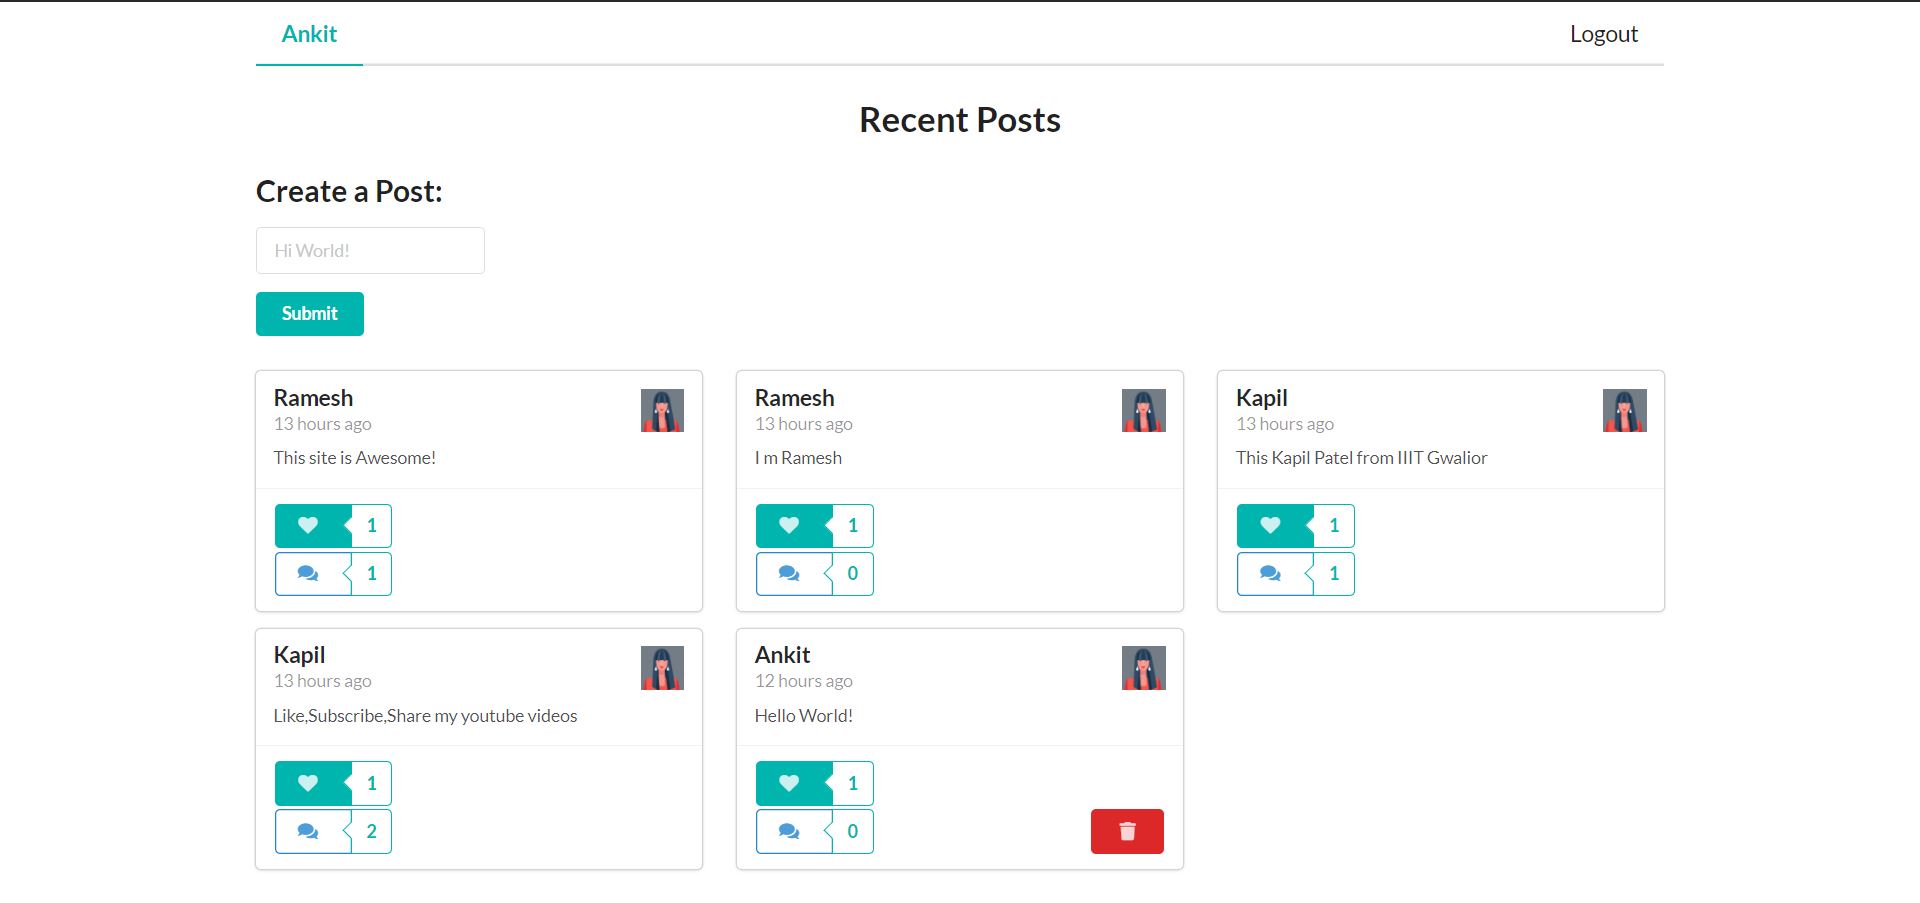 Ankit
Logout
Recent Posts
Create a Post:
Hi World!
Submit
Ramesh
13 hours ago
This site is Awesome!
1
1
Ramesh
13 hours ago
I m Ramesh
1
0
Kapil
13 hours ago
This Kapil Patel from IIIT Gwalior
1
1
Kapil
13 hours ago
Like,Subscribe,Share my youtube videos
1
2
Ankit
12 hours ago
Hello World!
1
0